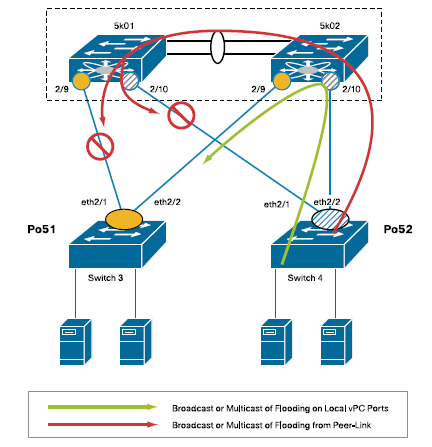 5k01
5k02
2/9
2/10
2/9
2/10
eth2/1
eth2/2
eth2/1
eth2/2
Po51
Po52
Switch 3
Switch 4
Broadcast or Multicast of Flooding on Local vPC Ports
Broadcast or Multicast of Flooding from Peer-Link